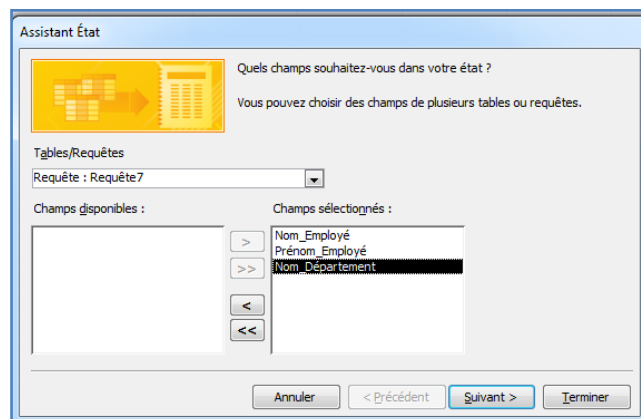 Assistant État
Quels champs souhaitez-vous dans votre état ?
Vous pouvez choisir des champs de plusieurs tables ou requêtes.
Tables/Requêtes
Requête : Requête7
Champs disponibles :
Champs sélectionnés :
Nom_Employé
Prénom_Employé
Nom_Département
>
>>
<
<<
Annuler
< Précédent
Suivant >
Terminer